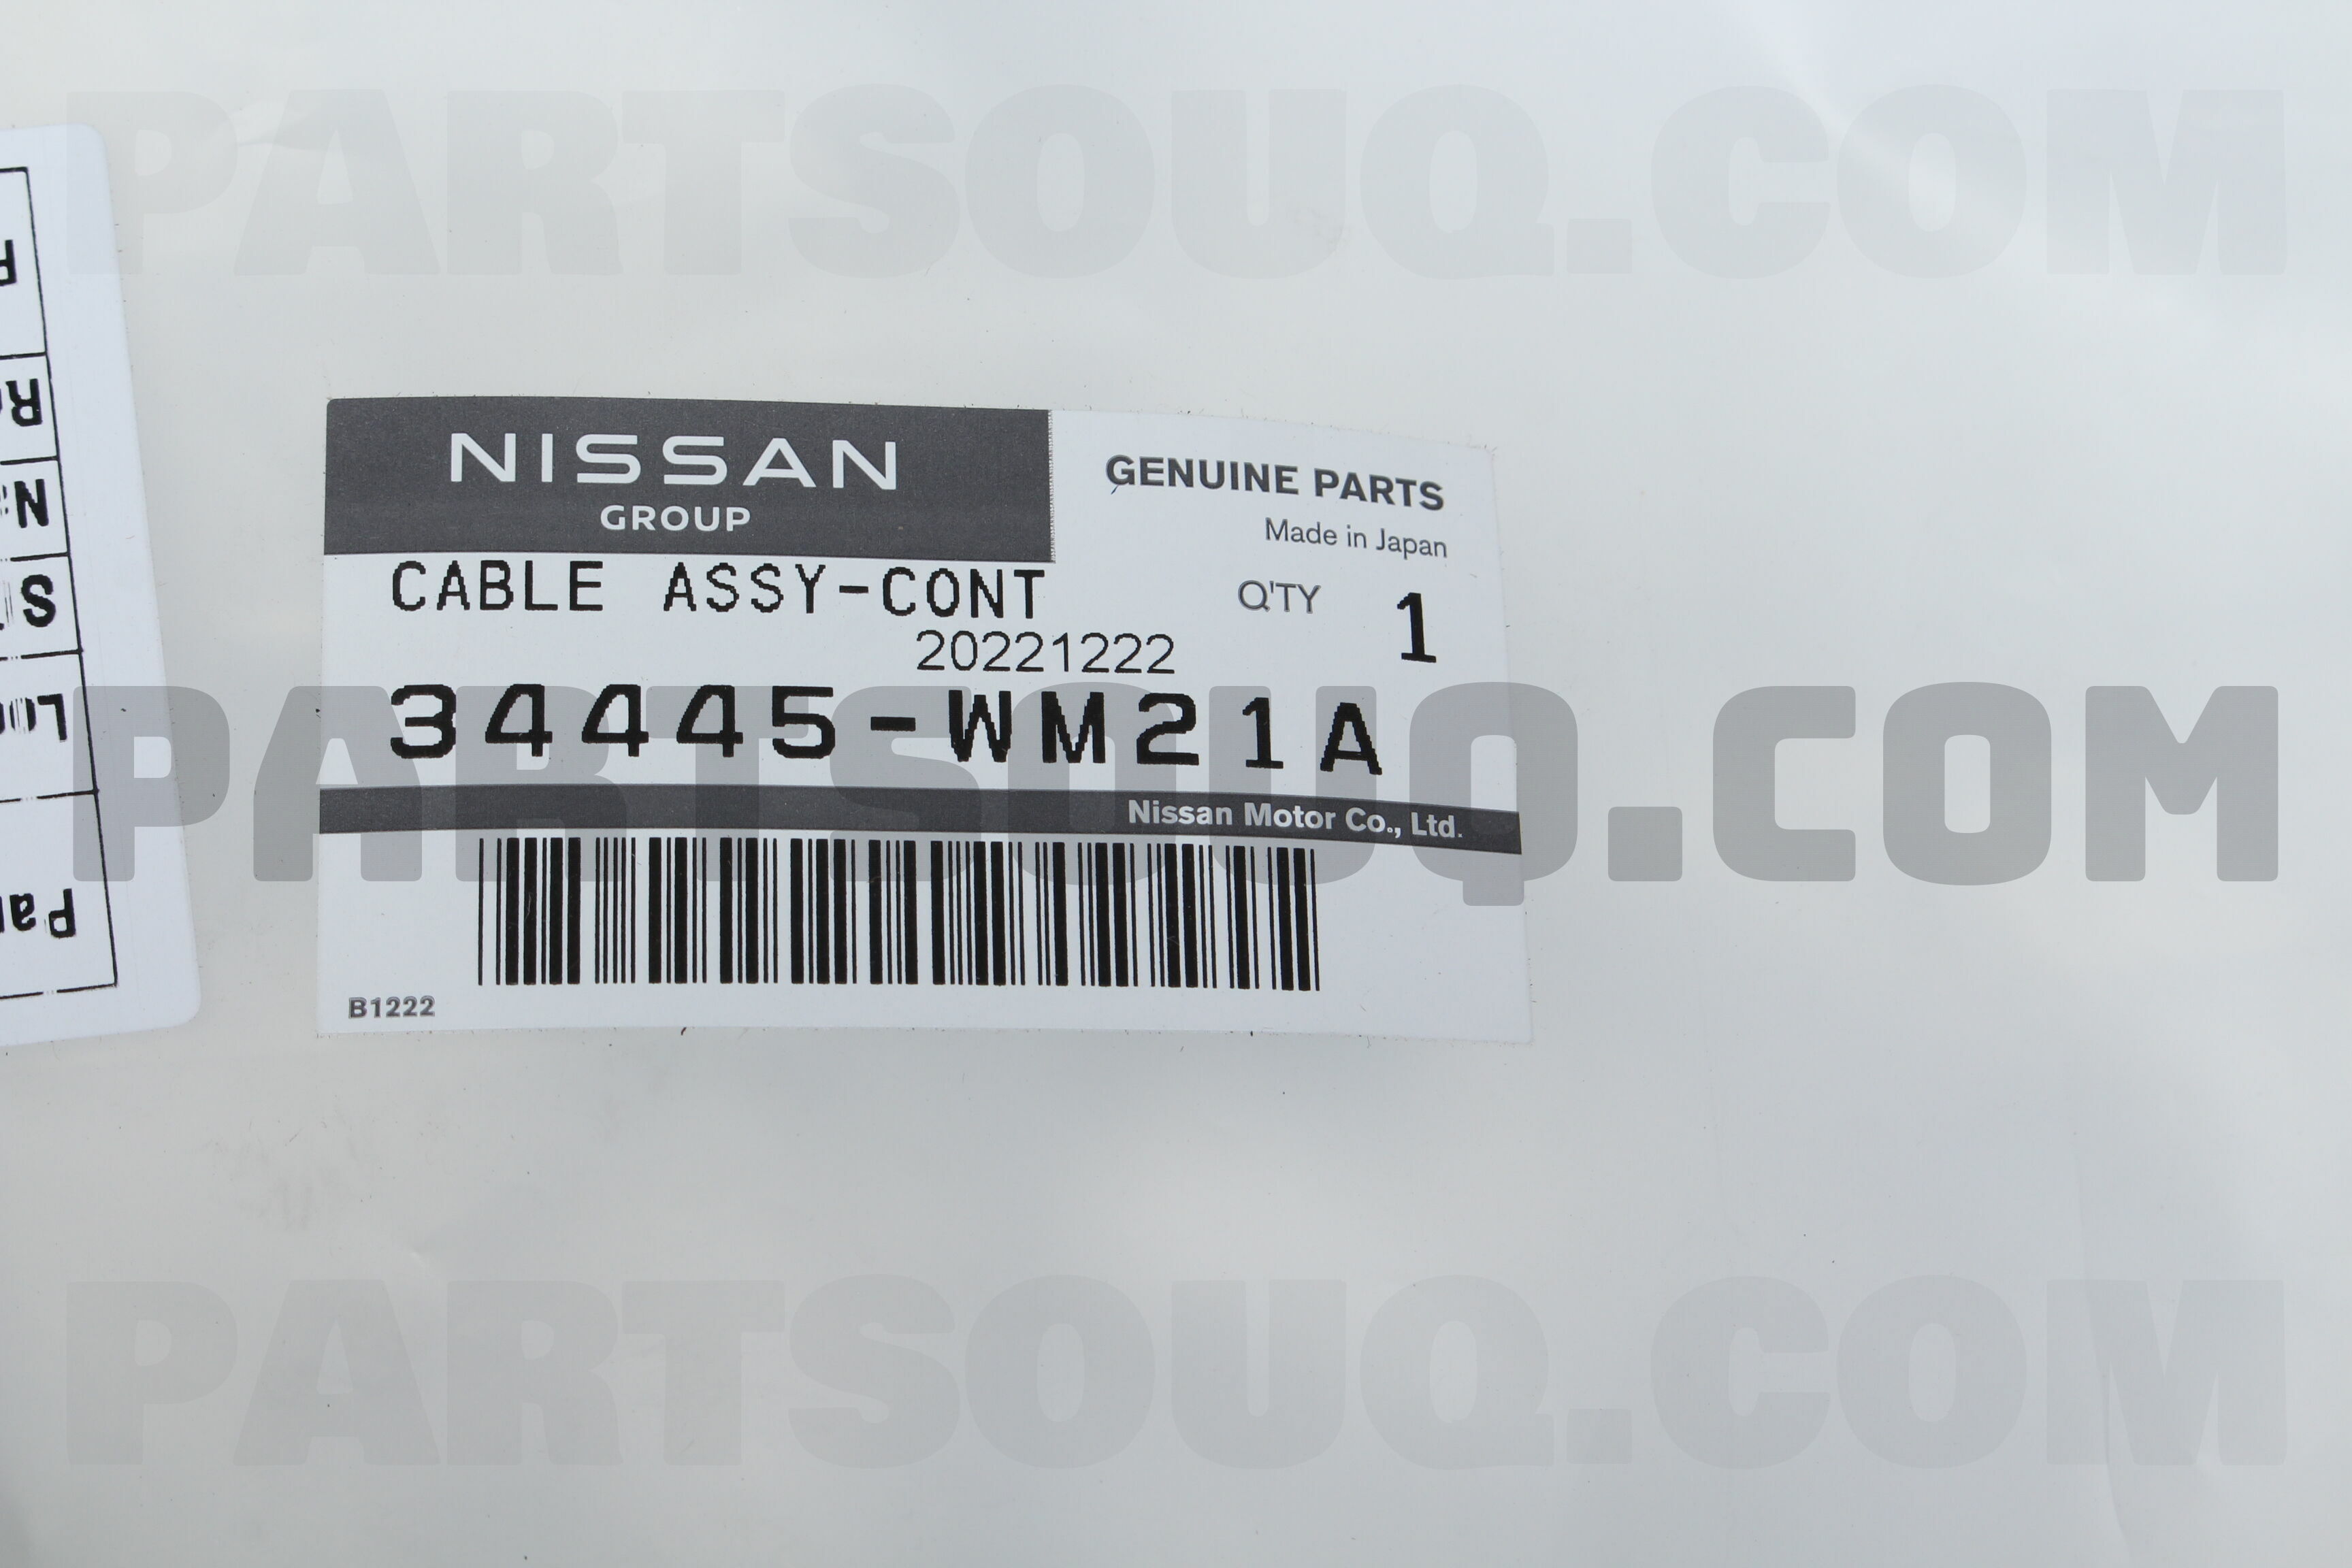 PARTSOUQ.COM
NISSAN
GROUP
GENUINE PARTS
Made in Japan
CABLE ASSY-CONT
Q'TY 1
20221222
34445-WM21A
PARTSOUQ.COM
Nissan Motor Co., Ltd.
B1222
PARTSOUQ.COM